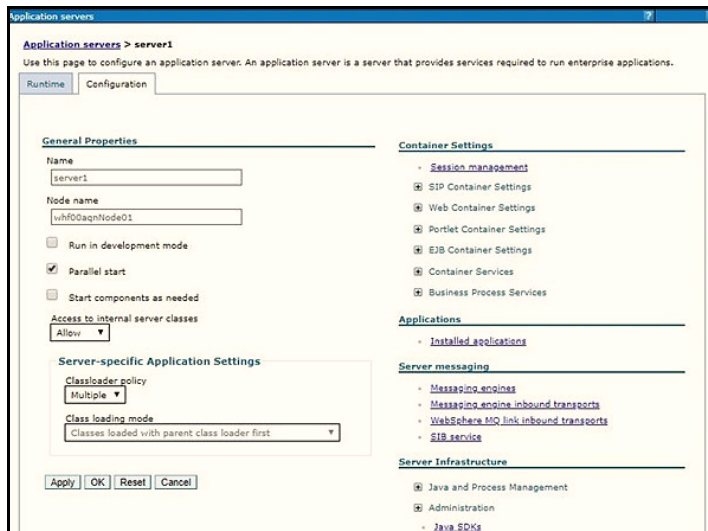 Application servers
?
Application servers > server1
Use this page to configure an application server. An application server is a server that provides services required to run enterprise applications.
Runtime
Configuration
General Properties
Name
server1
Node name
whf00aqnNode01
Run in development mode
Parallel start
Start components as needed
Access to internal server classes
Allow
Server-specific Application Settings
Classloader policy
Multiple
Class loading mode
Classes loaded with parent class loader first
Apply
OK
Reset
Cancel
Container Settings
Session management
SIP Container Settings
Web Container Settings
Portlet Container Settings
EJB Container Settings
Container Services
Business Process Services
Applications
Installed applications
Server messaging
Messaging engines
Messaging engine inbound transports
WebSphere MQ link inbound transports
SIB service
Server Infrastructure
Java and Process Management
Administration
Java SDKs